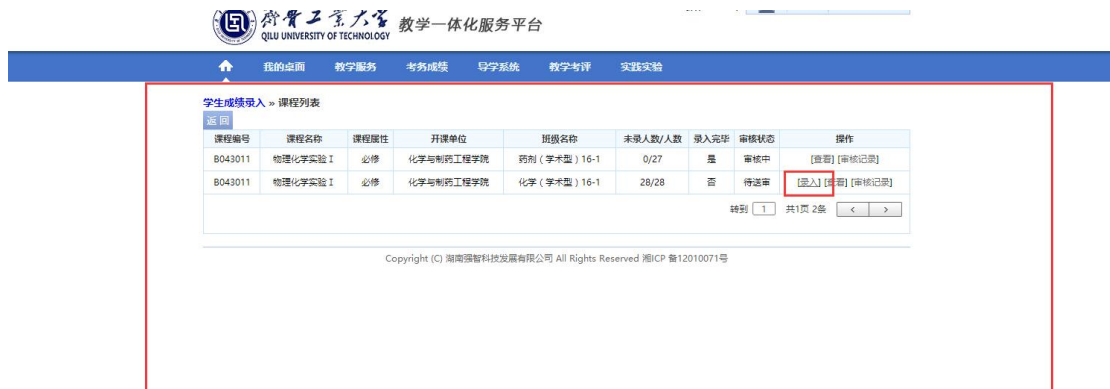 齊鲁工業大学
QILU UNIVERSITY OF TECHNOLOGY
教学一体化服务平台
我的桌面 教学服务 考务成绩 导学系统 教学考评 实践实验
学生成绩录入 » 课程列表
返回
课程编号 课程名称 课程属性 开课单位 班级名称 未录人数/人数 录入完毕 审核状态 操作
B043011 物理化学实验 I 必修 化学与制药工程学院 药剂(学术型)16-1 0/27 是 审核中 [查看] [审核记录]
B043011 物理化学实验 I 必修 化学与制药工程学院 化学(学术型)16-1 28/28 否 待送审 [录入] [查看] [审核记录]
转到 1 共1页 2条 < >
Copyright (C) 湖南强智科技发展有限公司 All Rights Reserved 湘ICP 备12010071号